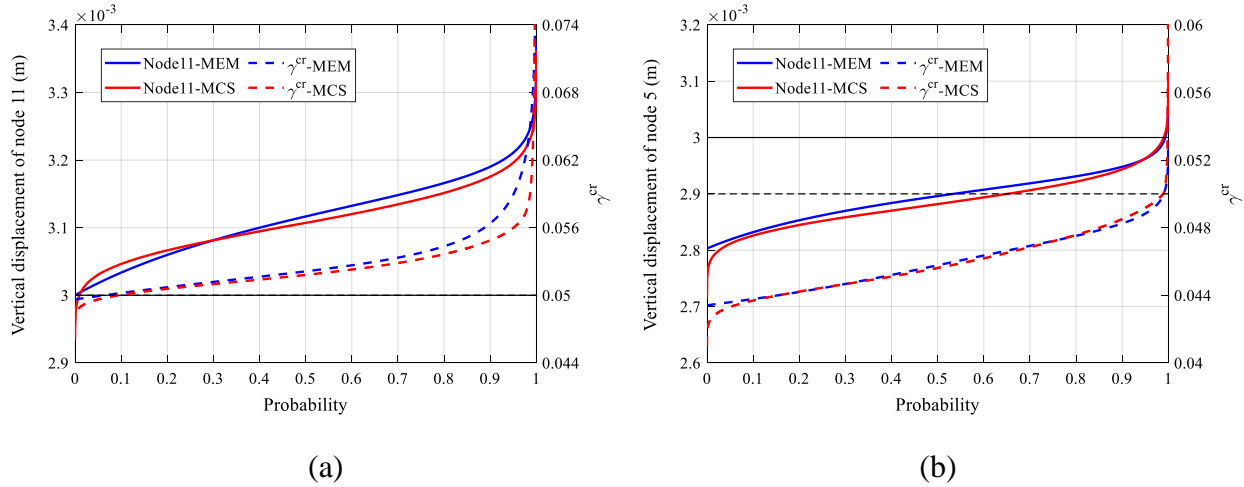 ×10⁻³
3.4
3.3
3.2
3.1
3
2.9
Vertical displacement of node 11 (m)
Node11-MEM
Node11-MCS
γᶜʳ-MEM
γᶜʳ-MCS
0.074
0.068
0.062
0.056
0.05
0.044
γᶜʳ
0 0.1 0.2 0.3 0.4 0.5 0.6 0.7 0.8 0.9 1
Probability
(a)
×10⁻³
3.2
3.1
3
2.9
2.8
2.7
2.6
Vertical displacement of node 5 (m)
Node11-MEM
Node11-MCS
γᶜʳ-MEM
γᶜʳ-MCS
0.06
0.056
0.052
0.048
0.044
0.04
γᶜʳ
0 0.1 0.2 0.3 0.4 0.5 0.6 0.7 0.8 0.9 1
Probability
(b)